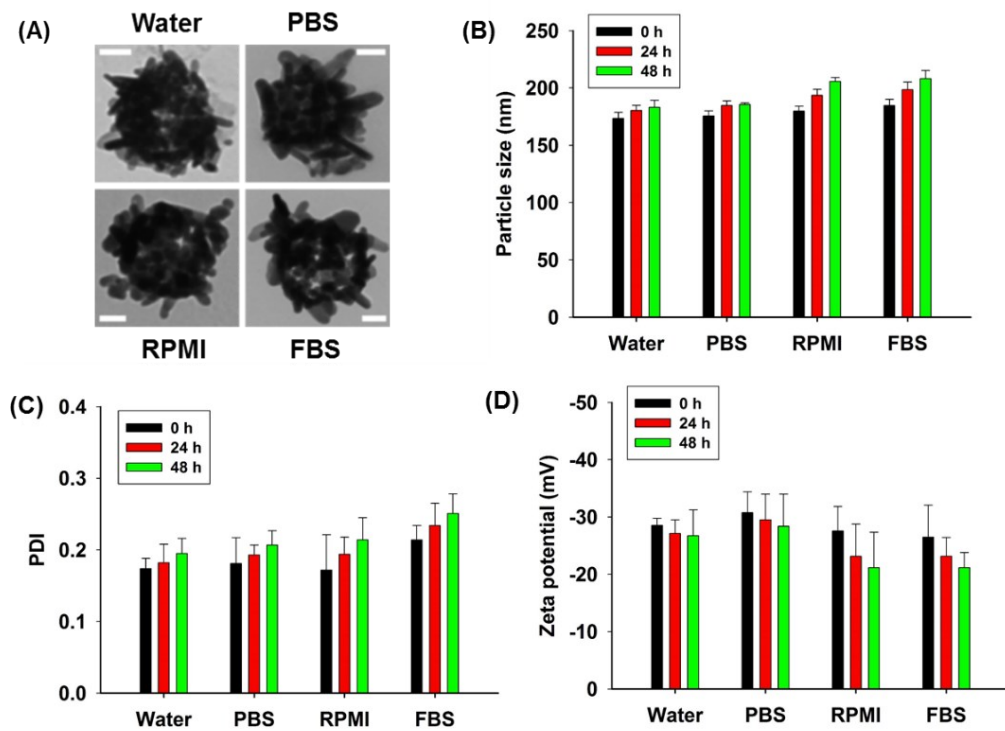 (A)
Water PBS
RPMI FBS
(B)
Particle size (nm)
250
200
150
100
50
0
0 h
24 h
48 h
Water PBS RPMI FBS
(C)
PDI
0.4
0.3
0.2
0.1
0.0
0 h
24 h
48 h
Water PBS RPMI FBS
(D)
Zeta potential (mV)
-50
-40
-30
-20
-10
0
0 h
24 h
48 h
Water PBS RPMI FBS